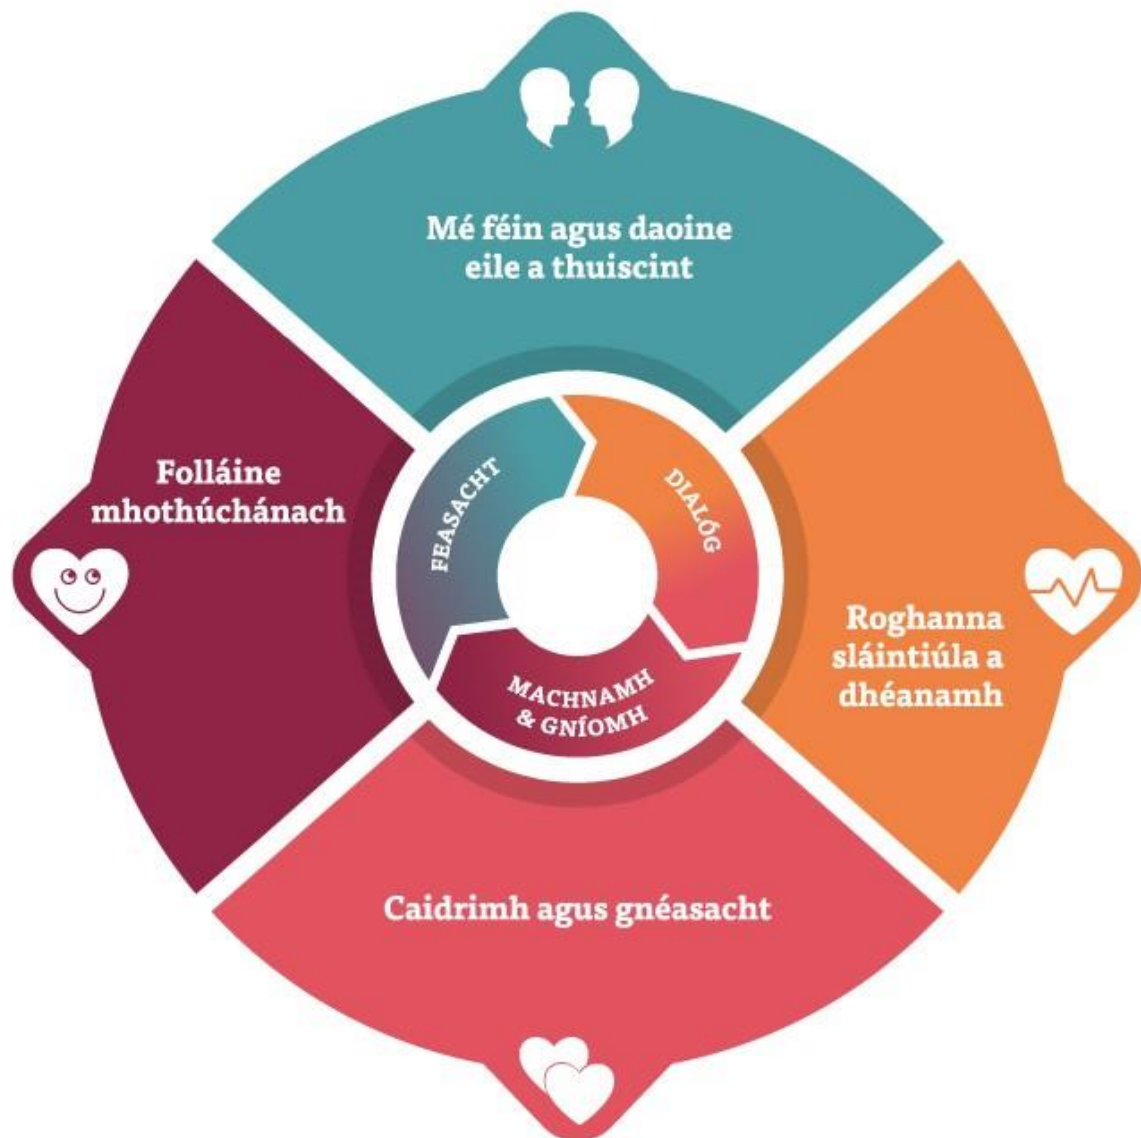 Mé féin agus daoine
eile a thuiscint
Folláine
mhothúchánach
FEASACHT
DIALÓG
Roghanna
sláintiúla a
dhéanamh
MACHNAMH
& GNÍOMH
Caidrimh agus gnéasacht